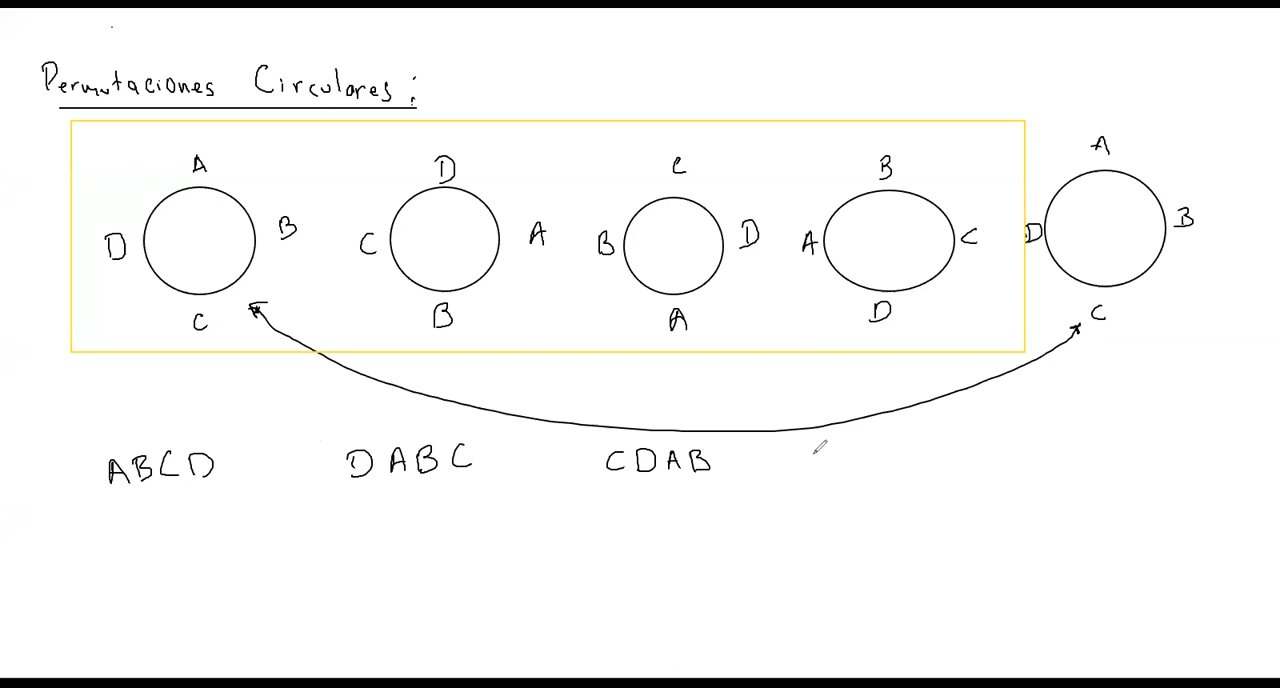 Permutaciones Circulares:
A D C B A
D B C A B D A C D B
C B A D C
ABCD DABC CDAB